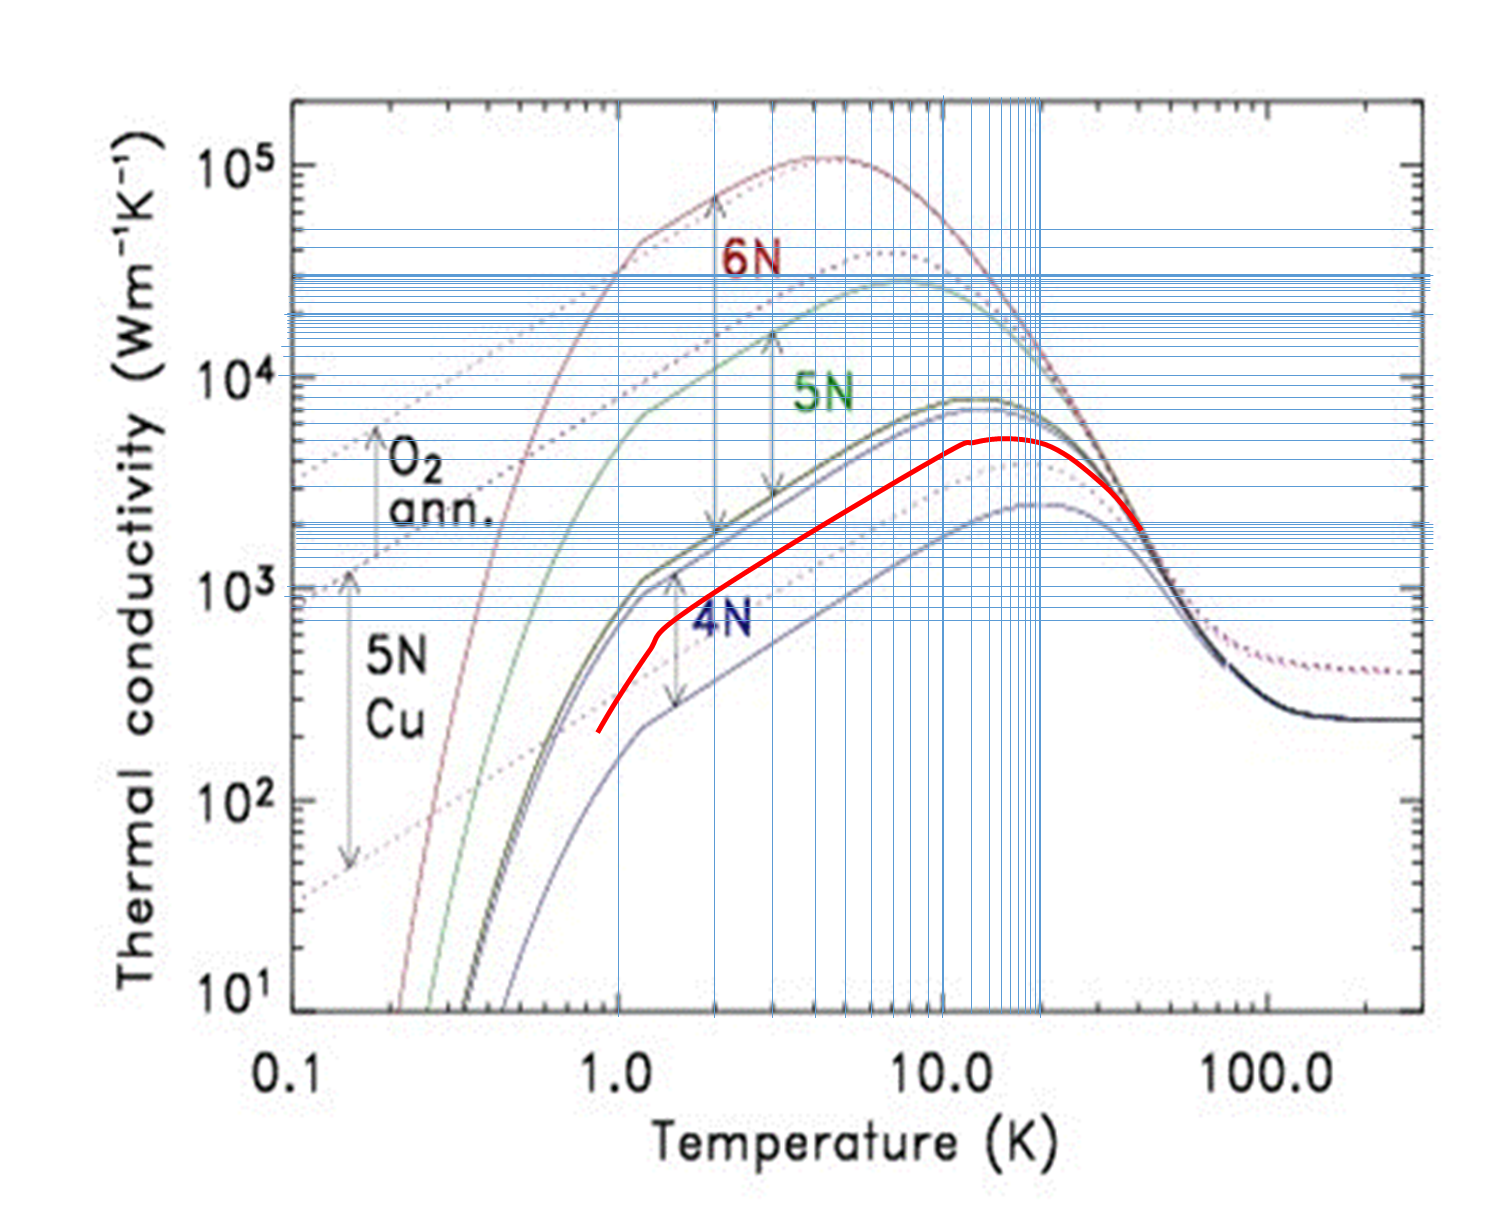 10⁵
10⁴
10³
10²
10¹
Thermal conductivity (Wm⁻¹K⁻¹)
6N
5N
O₂
ann.
4N
5N
Cu
0.1
1.0
10.0
100.0
Temperature (K)